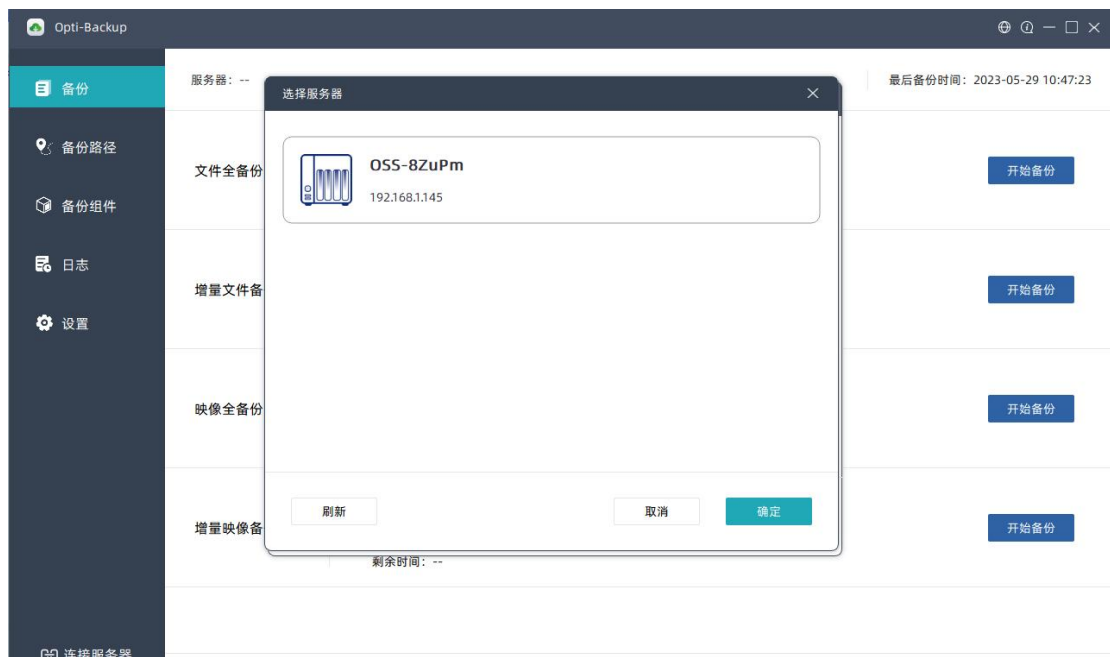 Opti-Backup
备份
备份路径
备份组件
日志
设置
连接服务器
服务器: --
最后备份时间: 2023-05-29 10:47:23
选择服务器
OSS-8ZuPm
192.168.1.145
刷新
取消
确定
文件全备份
开始备份
增量文件备
开始备份
映像全备份
开始备份
增量映像备
开始备份
剩余时间: --